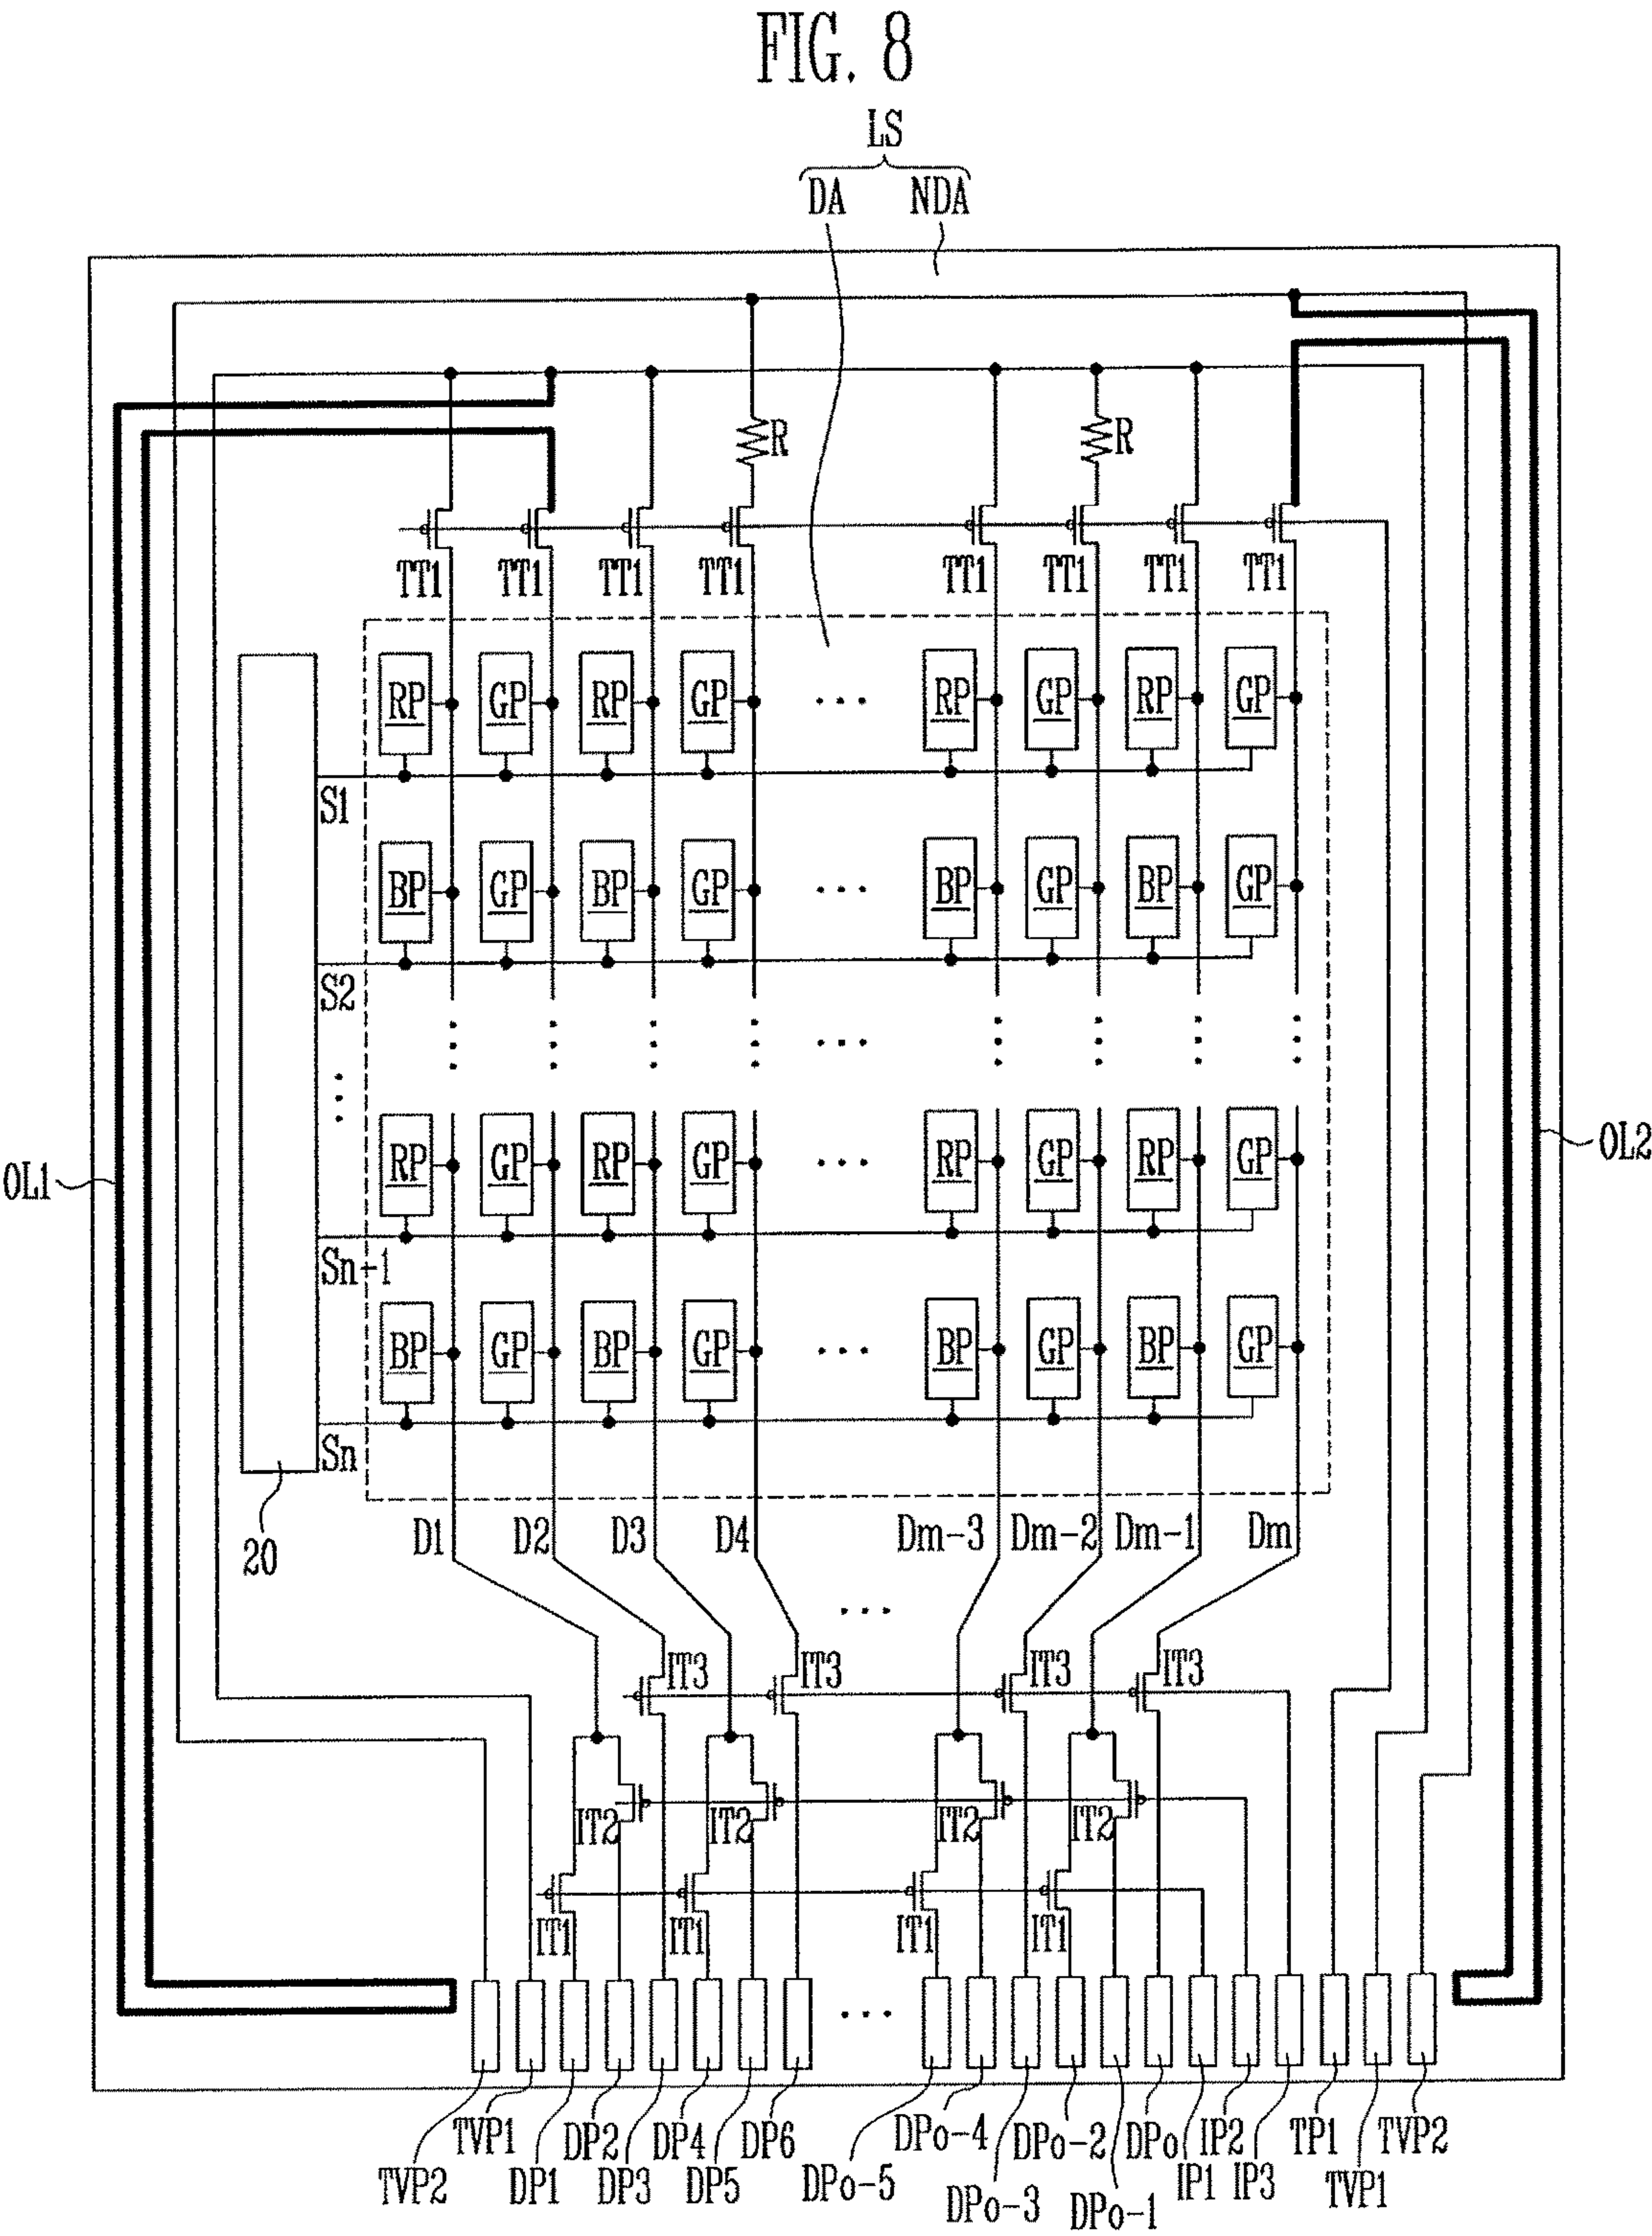 FIG. 8
LS
DA NDA
R R
TT1 TT1 TT1 TT1 TT1 TT1 TT1 TT1
RP GP RP GP ... RP GP RP GP
S1
BP GP BP GP ... BP GP BP GP
S2
OL1
OL2
RP GP RP GP ... RP GP RP GP
Sn-1
BP GP BP GP ... BP GP BP GP
Sn
20
D1 D2 D3 D4 Dm-3 Dm-2 Dm-1 Dm
...
IT3 IT3 IT3 IT3
IT2 IT2 IT2 IT2
IT1 IT1 IT1 IT1
...
TVP2 TVP1 DP1 DP2 DP3 DP4 DP5 DP6 DPo-5 DPo-4 DPo-3 DPo-2 DPo-1 DPo IP1 IP2 IP3 TP1 TVP1 TVP2